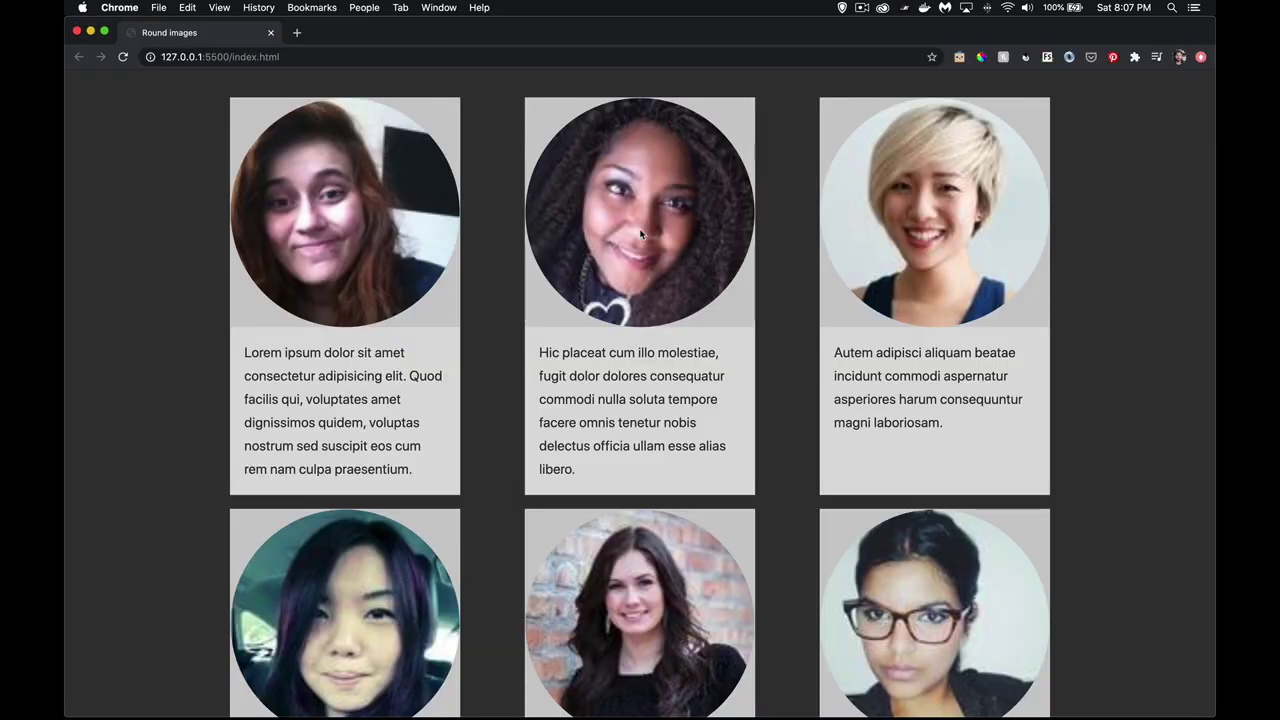 Chrome File Edit View History Bookmarks People Tab Window Help 100% Sat 8:07 PM
Round images
127.0.0.1:5500/index.html
Lorem ipsum dolor sit amet
consectetur adipisicing elit. Quod
facilis qui, voluptates amet
dignissimos quidem, voluptas
nostrum sed suscipit eos cum
rem nam culpa praesentium.
Hic placeat cum illo molestiae,
fugit dolor dolores consequatur
commodi nulla soluta tempore
facere omnis tenetur nobis
delectus officia ullam esse alias
libero.
Autem adipisci aliquam beatae
incidunt commodi aspernatur
asperiores harum consequuntur
magni laboriosam.